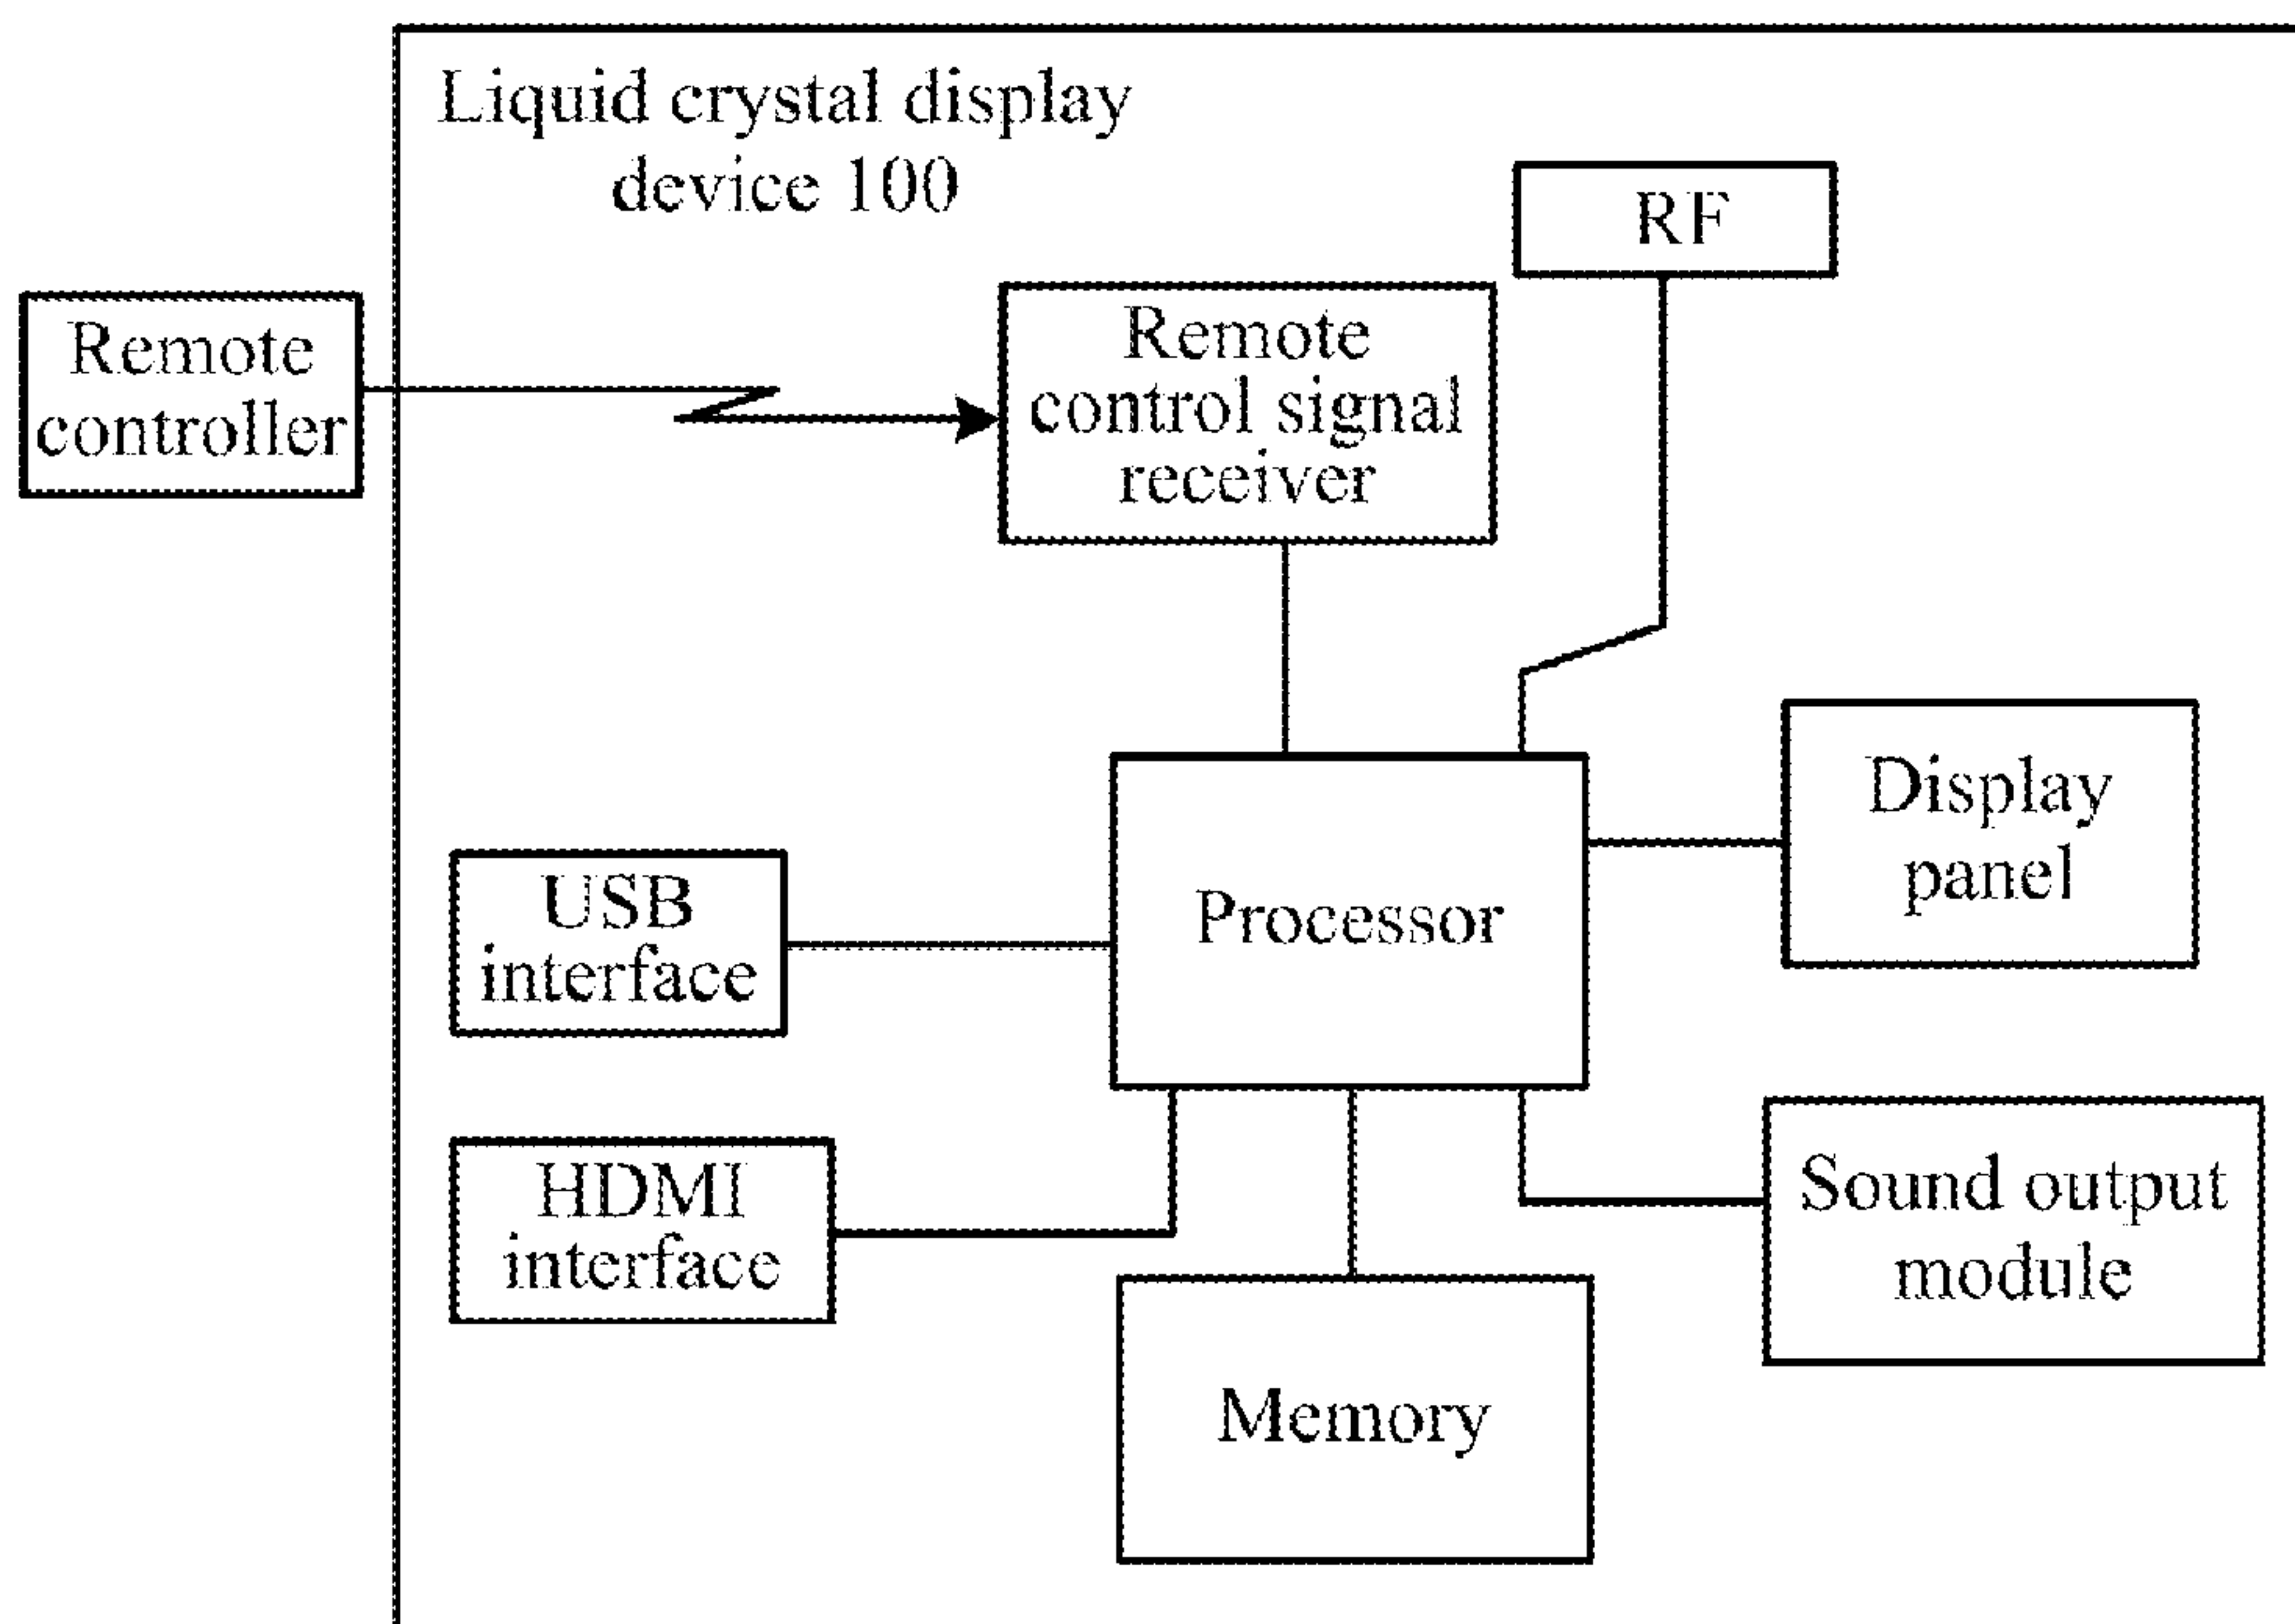 Liquid crystal display
device 100
RF
Remote
controller
Remote
control signal
receiver
Display
panel
USB
interface
Processor
HDMI
interface
Sound output
module
Memory